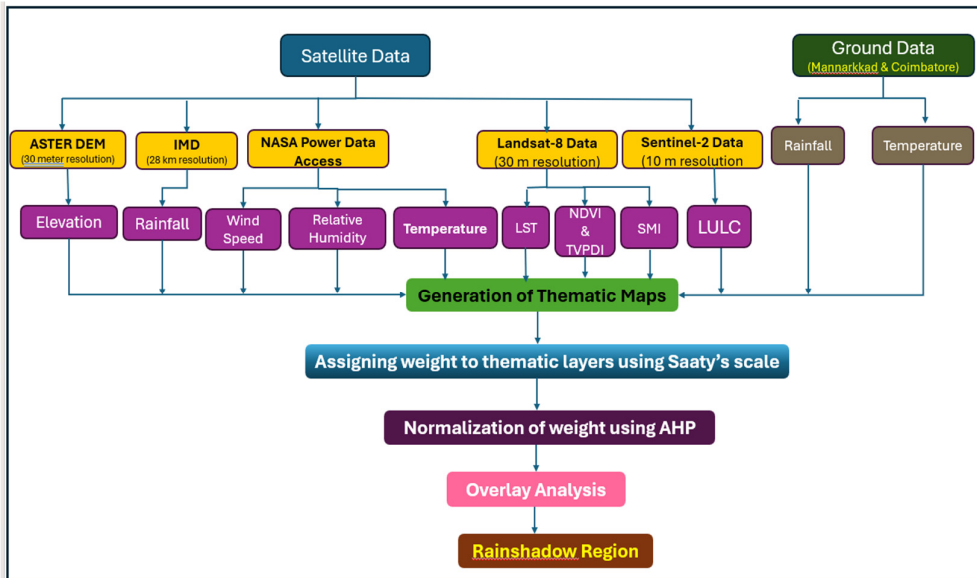 Satellite Data
Ground Data
(Mannarkkad & Coimbatore)
ASTER DEM
(30 meter resolution)
IMD
(28 km resolution)
NASA Power Data
Access
Landsat-8 Data
(30 m resolution)
Sentinel-2 Data
(10 m resolution
Rainfall
Temperature
Elevation
Rainfall
Wind
Speed
Relative
Humidity
Temperature
LST
NDVI
&
TVPDI
SMI
LULC
Generation of Thematic Maps
Assigning weight to thematic layers using Saaty’s scale
Normalization of weight using AHP
Overlay Analysis
Rainshadow Region